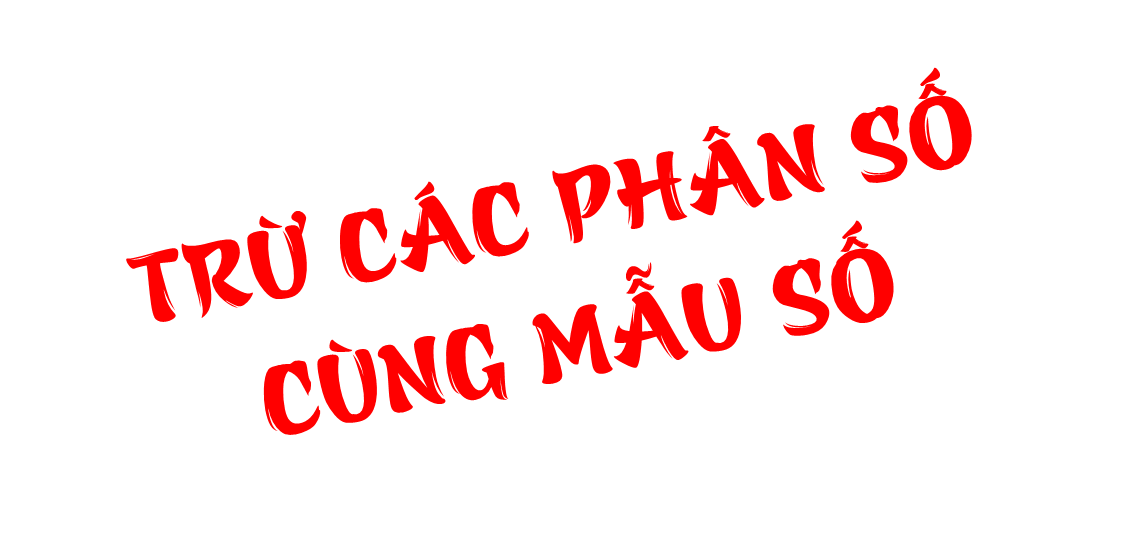 TRỪ CÁC PHÂN SỐ
CÙNG MẪU SỐ